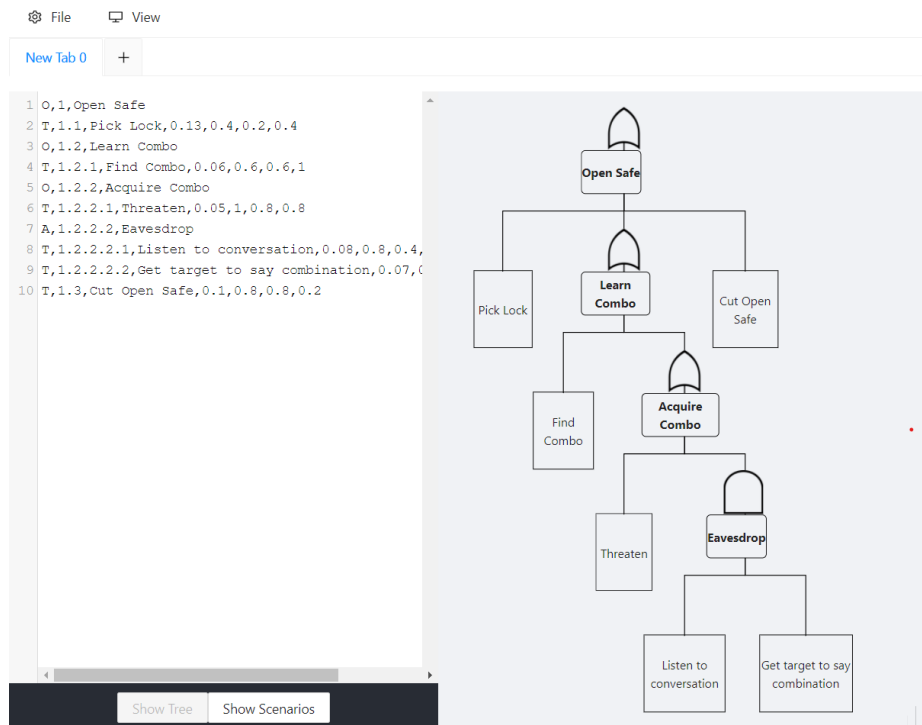 File View
New Tab 0 +
1 O,1,Open Safe
2 T,1.1,Pick Lock,0.13,0.4,0.2,0.4
3 O,1.2,Learn Combo
4 T,1.2.1,Find Combo,0.06,0.6,0.6,1
5 O,1.2.2,Acquire Combo
6 T,1.2.2.1,Threaten,0.05,1,0.8,0.8
7 A,1.2.2.2,Eavesdrop
8 T,1.2.2.2.1,Listen to conversation,0.08,0.8,0.4,
9 T,1.2.2.2.2,Get target to say combination,0.07,
10 T,1.3,Cut Open Safe,0.1,0.8,0.8,0.2
Show Tree Show Scenarios
Open Safe
Pick Lock
Learn
Combo
Cut Open
Safe
Find
Combo
Acquire
Combo
Threaten
Eavesdrop
Listen to
conversation
Get target to say
combination